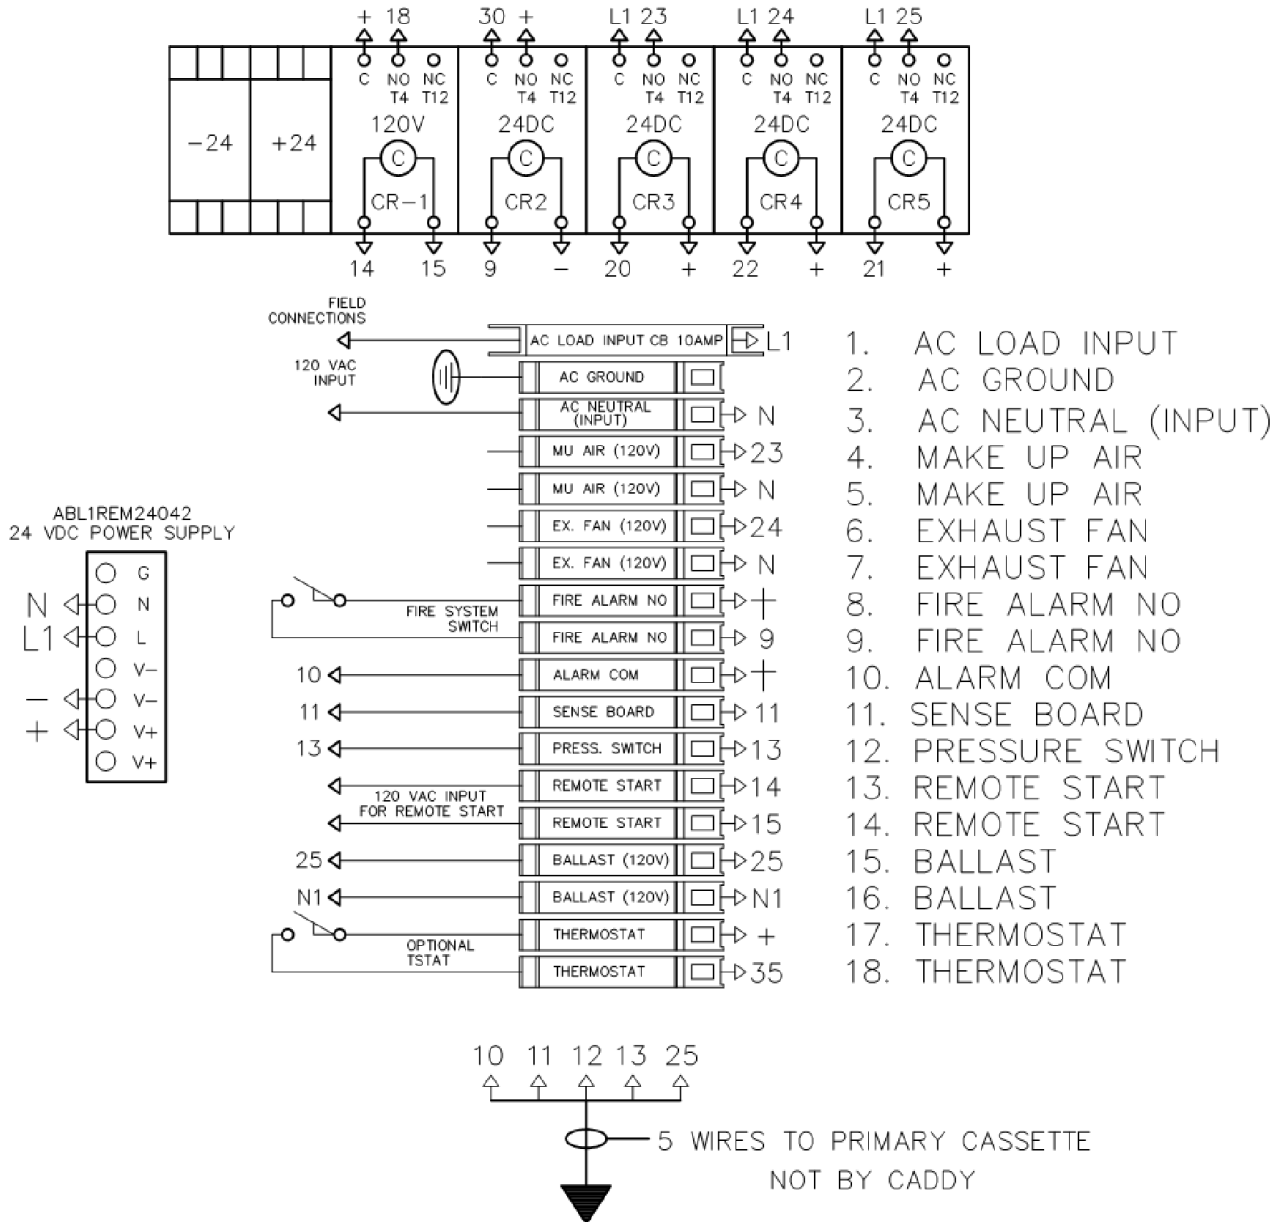 + 18 30 + L1 23 L1 24 L1 25
C NO NC C NO NC C NO NC C NO NC C NO NC
T4 T12 T4 T12 T4 T12 T4 T12 T4 T12
120V 24DC 24DC 24DC 24DC
-24 +24 C C C C C
CR-1 CR2 CR3 CR4 CR5
14 15 9 - 20 + 22 + 21 +
FIELD
CONNECTIONS
120 VAC
INPUT
AC LOAD INPUT CB 10AMP L1
AC GROUND
AC NEUTRAL
(INPUT) N
MU AIR (120V) 23
MU AIR (120V) N
EX. FAN (120V) 24
EX. FAN (120V) N
FIRE SYSTEM
SWITCH
FIRE ALARM NO +
FIRE ALARM NO 9
10 ALARM COM +
11 SENSE BOARD 11
13 PRESS. SWITCH 13
REMOTE START 14
120 VAC INPUT
FOR REMOTE START
REMOTE START 15
25 BALLAST (120V) 25
N1 BALLAST (120V) N1
THERMOSTAT +
OPTIONAL
TSTAT
THERMOSTAT 35
1. AC LOAD INPUT
2. AC GROUND
3. AC NEUTRAL (INPUT)
4. MAKE UP AIR
5. MAKE UP AIR
6. EXHAUST FAN
7. EXHAUST FAN
8. FIRE ALARM NO
9. FIRE ALARM NO
10. ALARM COM
11. SENSE BOARD
12. PRESSURE SWITCH
13. REMOTE START
14. REMOTE START
15. BALLAST
16. BALLAST
17. THERMOSTAT
18. THERMOSTAT
ABL1REM24042
24 VDC POWER SUPPLY
G
N N
L1 L
V-
- V-
+ V+
V+
10 11 12 13 25
5 WIRES TO PRIMARY CASSETTE
NOT BY CADDY